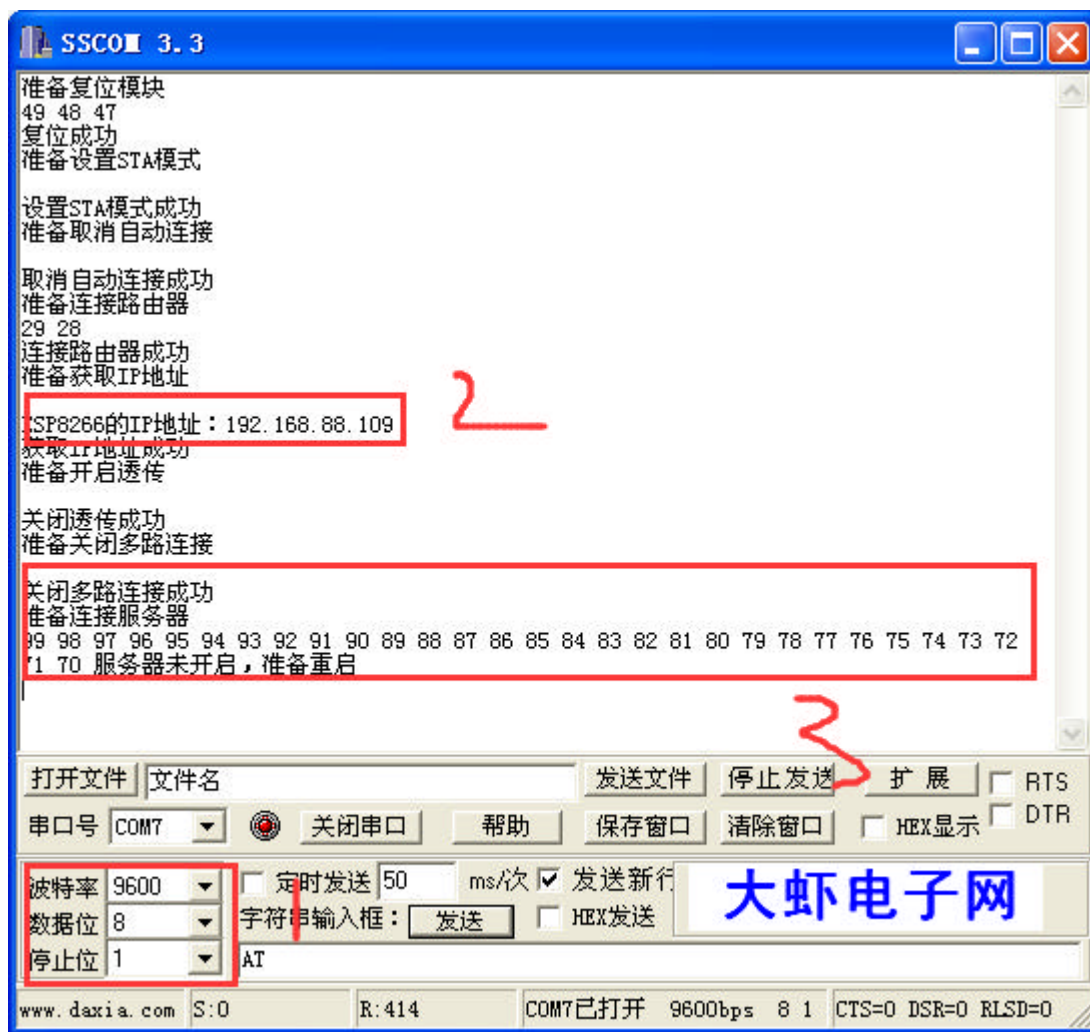 SSCOM 3.3
准备复位模块
49 48 47
复位成功
准备设置STA模式
设置STA模式成功
准备取消自动连接
取消自动连接成功
准备连接路由器
29 28
连接路由器成功
准备获取IP地址
ESP8266的IP地址：192.168.88.109
2
获取IP地址成功
准备开启透传
关闭透传成功
准备关闭多路连接
关闭多路连接成功
准备连接服务器
99 98 97 96 95 94 93 92 91 90 89 88 87 86 85 84 83 82 81 80 79 78 77 76 75 74 73 72
71 70 服务器未开启，准备重启
3
打开文件 文件名 发送文件 停止发送 扩展 RTS
串口号 COM7 关闭串口 帮助 保存窗口 清除窗口 HEX显示 DTR
波特率 9600 定时发送 50 ms/次 发送新行 大虾电子网
数据位 8 1 字符串输入框： 发送 HEX发送
停止位 1 AT
www.daxia.com S:0 R:414 COM7已打开 9600bps 8 1 CTS=0 DSR=0 RLSD=0